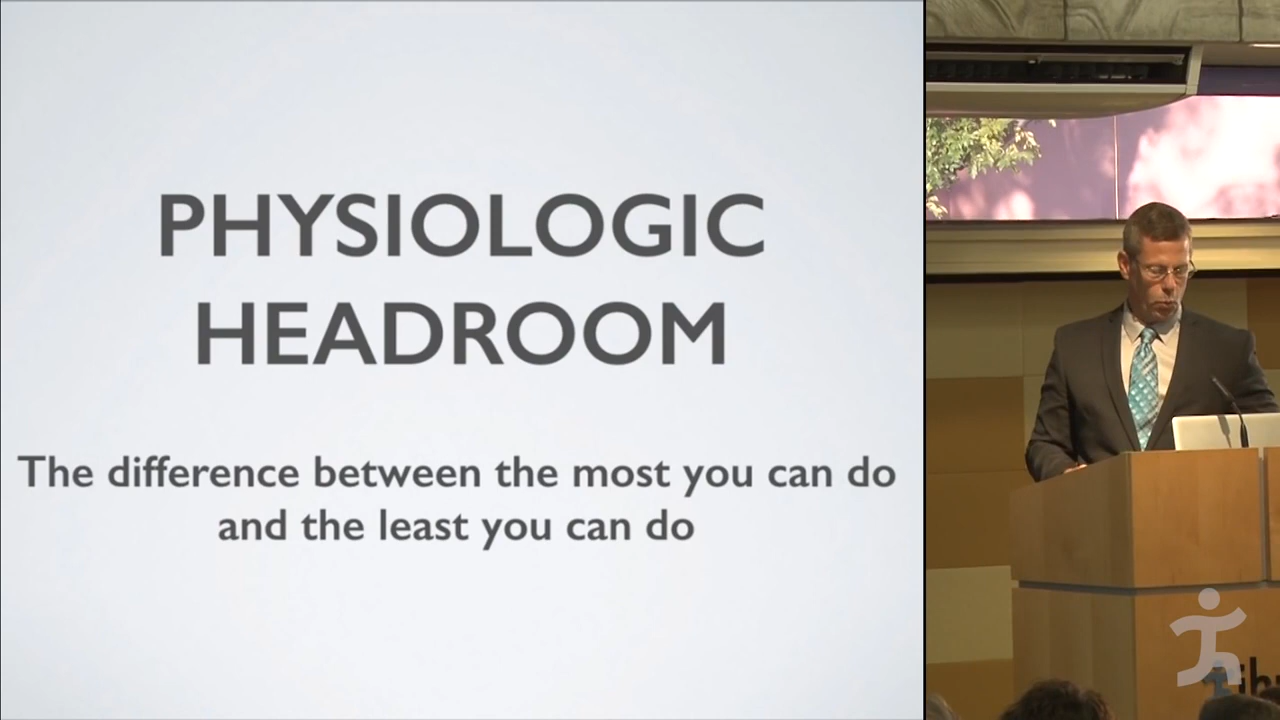 PHYSIOLOGIC
HEADROOM
The difference between the most you can do
and the least you can do